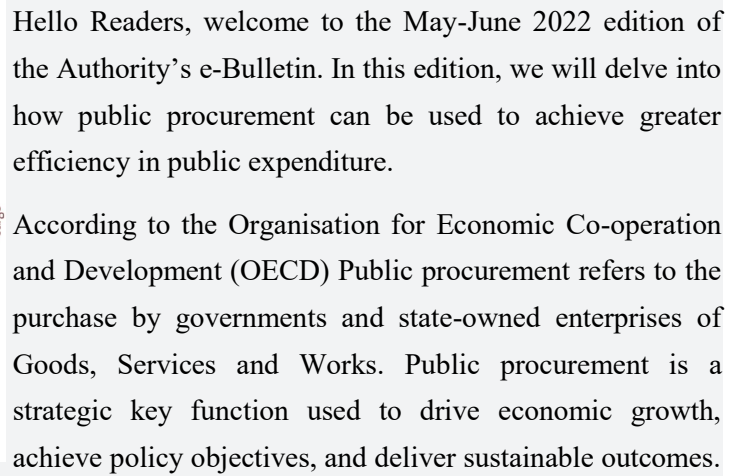 Hello Readers, welcome to the May-June 2022 edition of
the Authority’s e-Bulletin. In this edition, we will delve into
how public procurement can be used to achieve greater
efficiency in public expenditure.
According to the Organisation for Economic Co-operation
and Development (OECD) Public procurement refers to the
purchase by governments and state-owned enterprises of
Goods, Services and Works. Public procurement is a
strategic key function used to drive economic growth,
achieve policy objectives, and deliver sustainable outcomes.